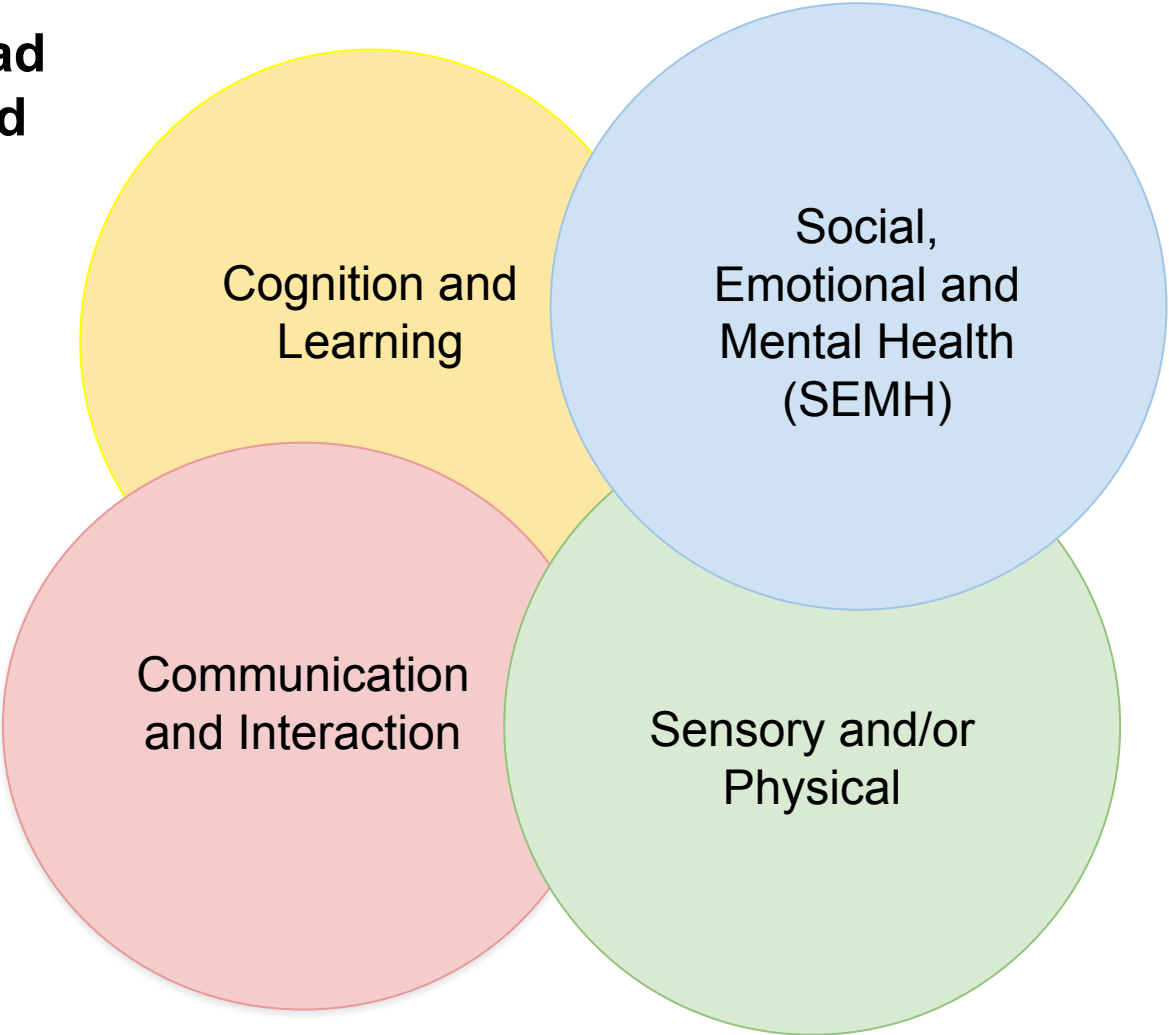 Cognition and
Learning
Social,
Emotional and
Mental Health
(SEMH)
Communication
and Interaction
Sensory and/or
Physical